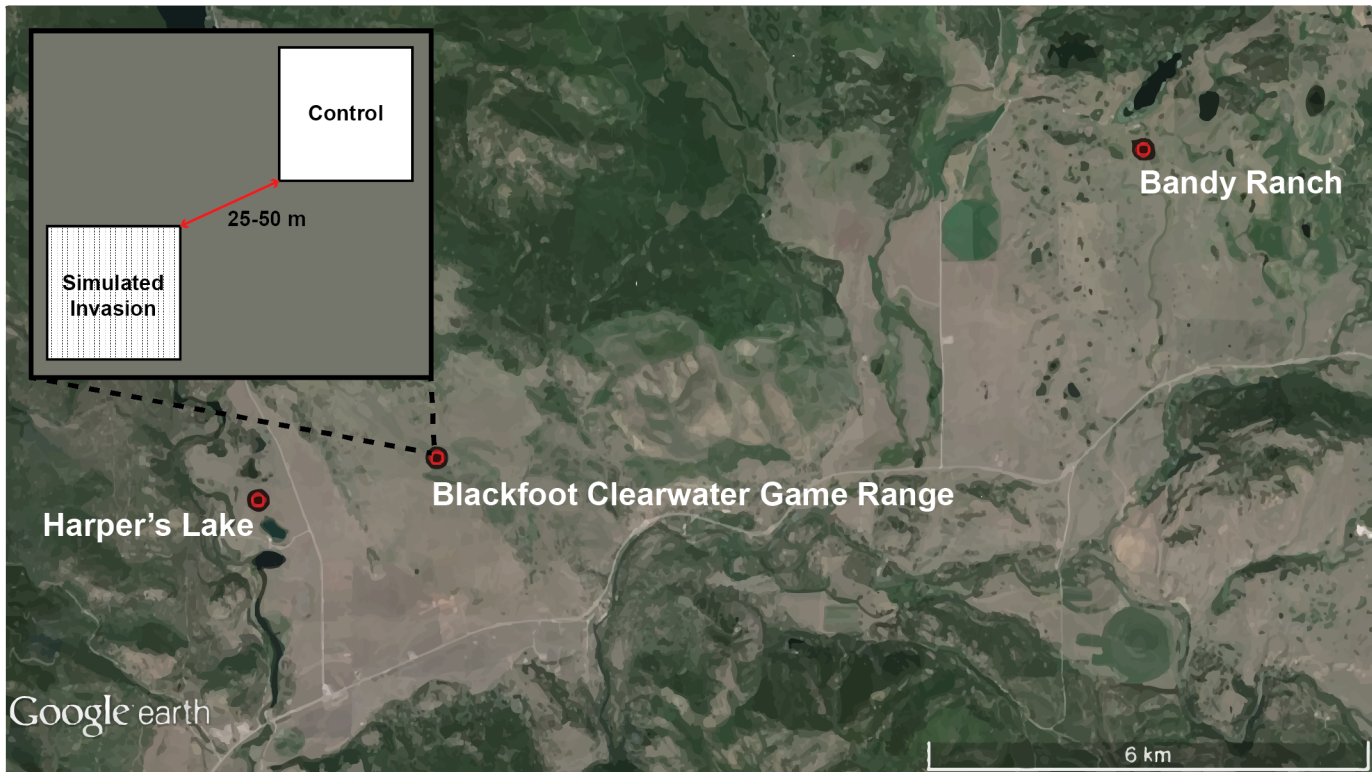 Control
25-50 m
Simulated
Invasion
Bandy Ranch
Blackfoot Clearwater Game Range
Harper's Lake
Google earth
6 km